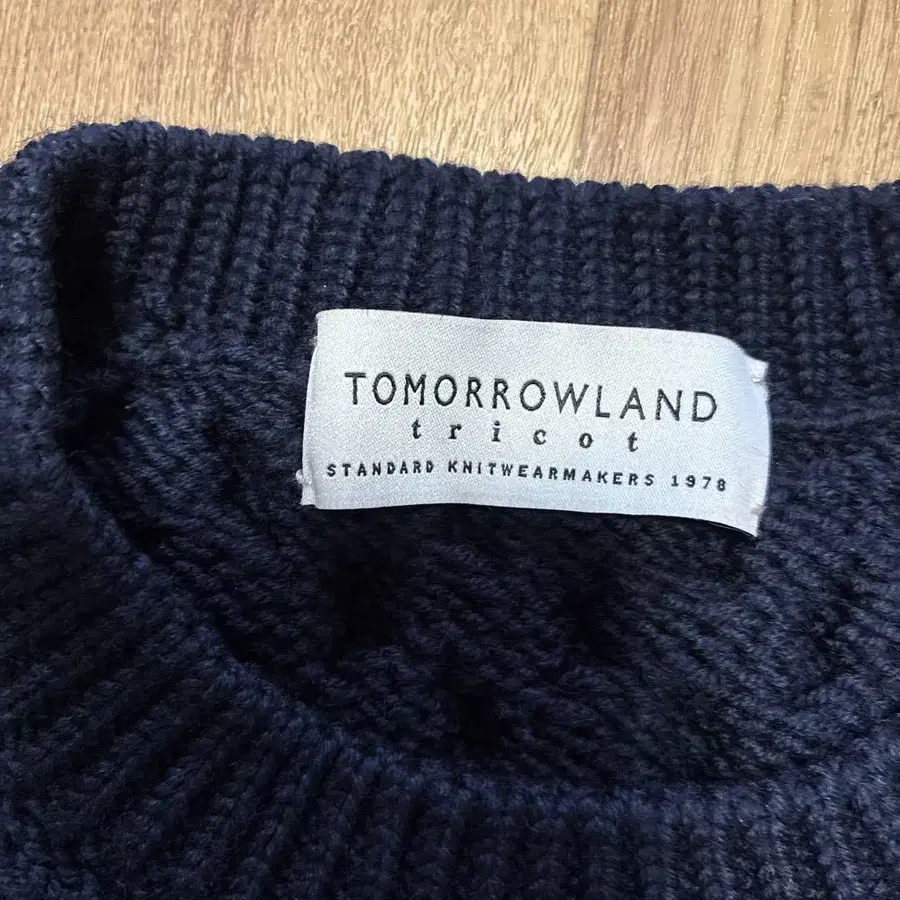 TOMORROWLAND
tricot
STANDARD KNITWEARMAKERS 1978